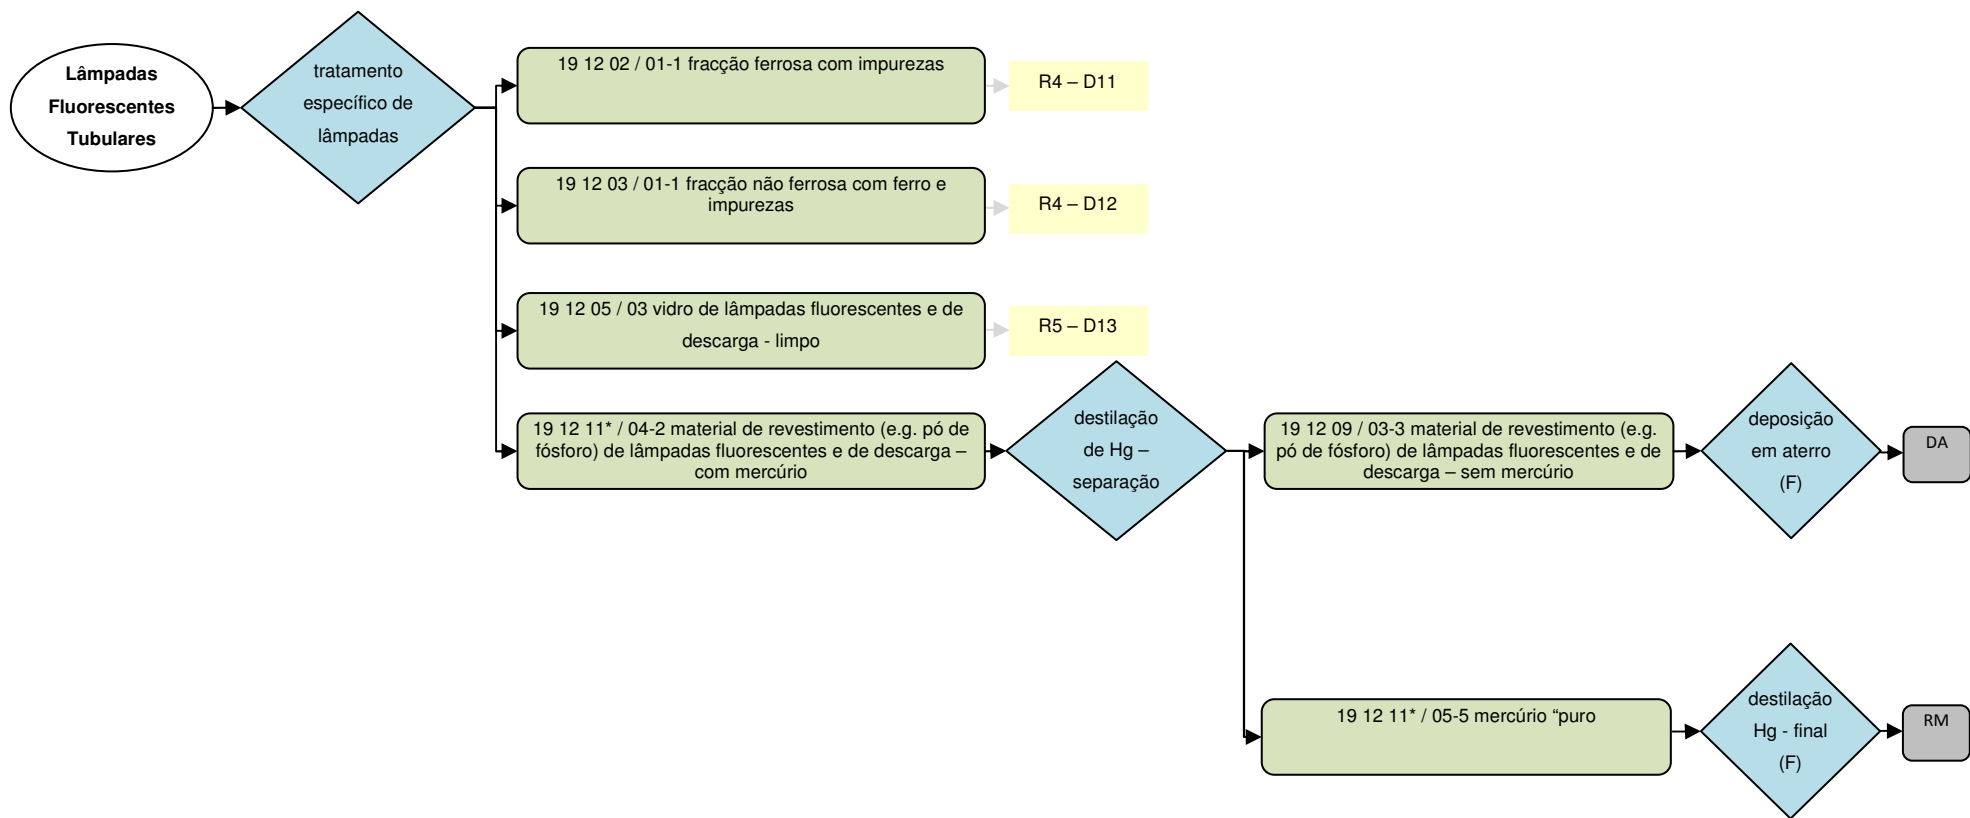 Lâmpadas
Fluorescentes
Tubulares
tratamento
específico de
lâmpadas
19 12 02 / 01-1 fracção ferrosa com impurezas
R4 – D11
19 12 03 / 01-1 fracção não ferrosa com ferro e
impurezas
R4 – D12
19 12 05 / 03 vidro de lâmpadas fluorescentes e de
descarga - limpo
R5 – D13
19 12 11* / 04-2 material de revestimento (e.g. pó de
fósforo) de lâmpadas fluorescentes e de descarga –
com mercúrio
destilação
de Hg –
separação
19 12 09 / 03-3 material de revestimento (e.g.
pó de fósforo) de lâmpadas fluorescentes e de
descarga – sem mercúrio
deposição
em aterro
(F)
DA
19 12 11* / 05-5 mercúrio “puro
destilação
Hg - final
(F)
RM